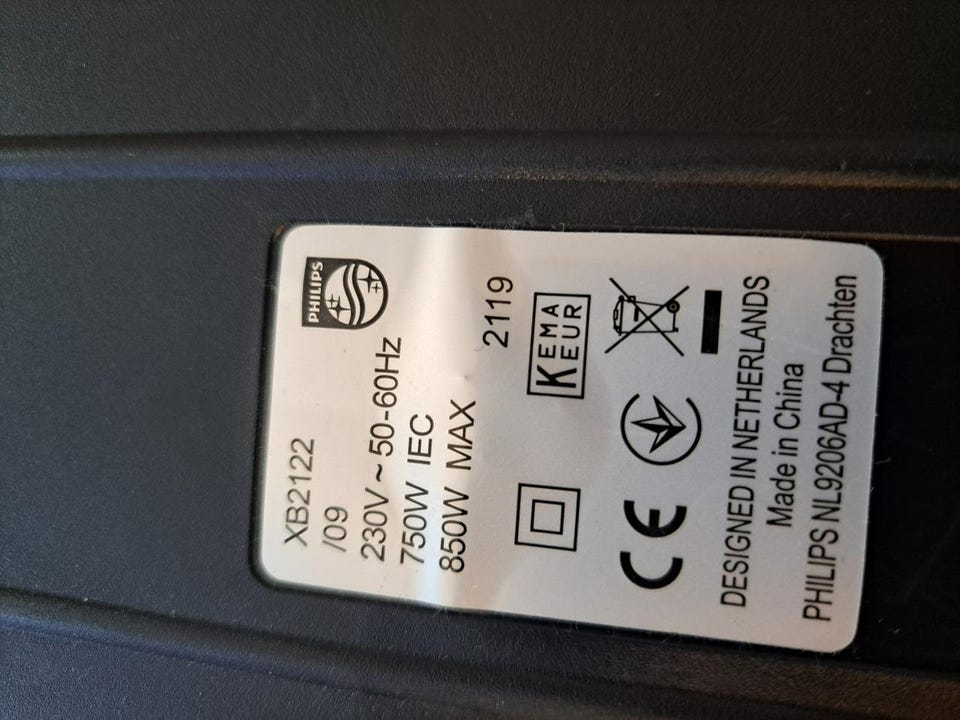 PHILIPS
XB2122
/09
230V~ 50-60Hz
750W IEC
850W MAX
2119
KEMA
KEUR
CE
DESIGNED IN NETHERLANDS
Made in China
PHILIPS NL9206AD-4 Drachten